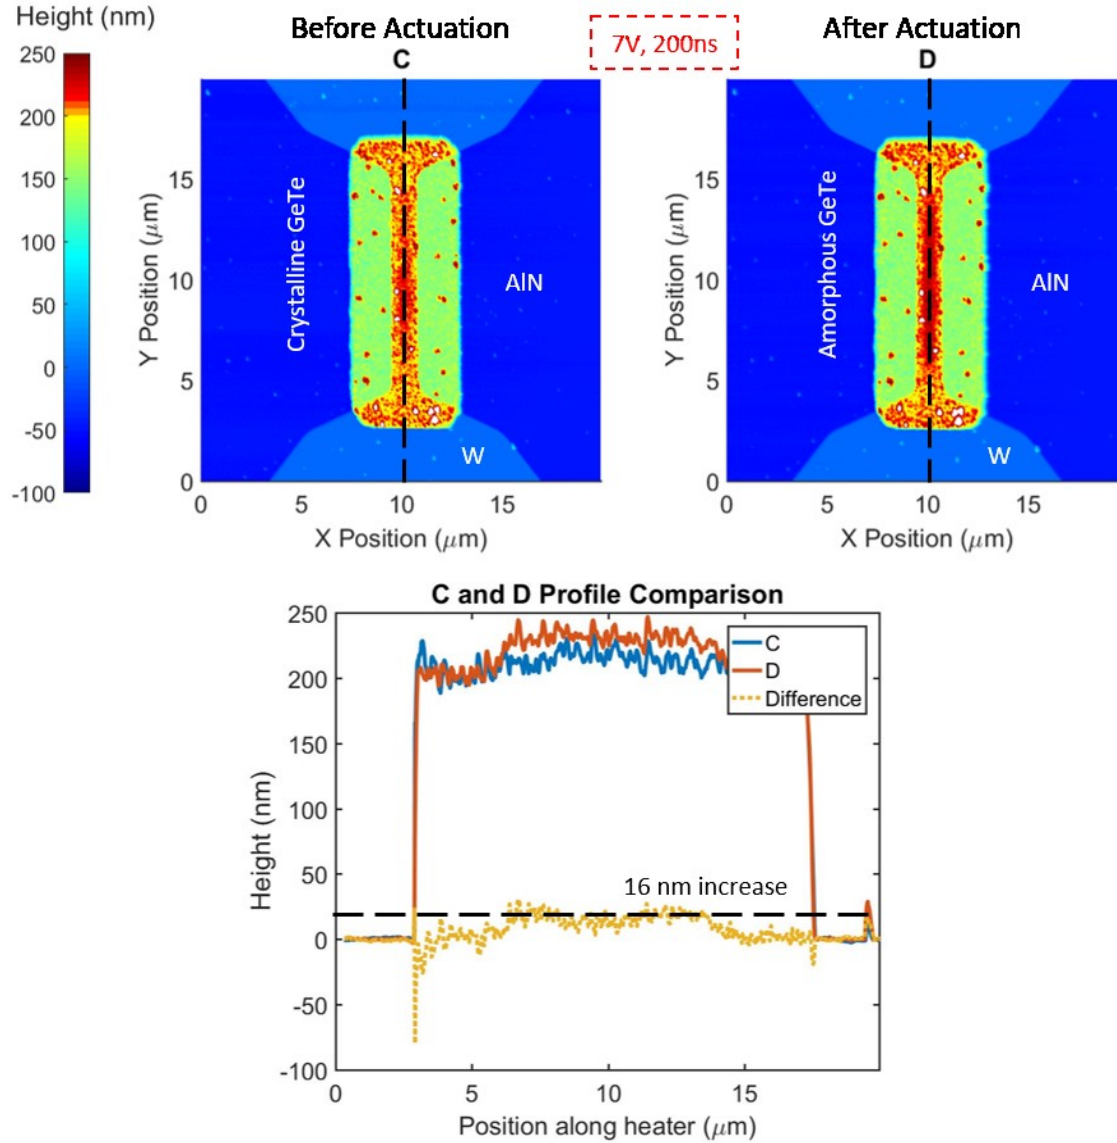 Height (nm)
250
200
150
100
50
0
-50
-100
Before Actuation
C
7V, 200ns
After Actuation
D
Y Position (μm)
15
10
5
0
Crystalline GeTe
AlN
W
0
5
10
15
X Position (μm)
Y Position (μm)
15
10
5
0
Amorphous GeTe
AlN
W
0
5
10
15
X Position (μm)
C and D Profile Comparison
Height (nm)
250
200
150
100
50
0
-50
-100
C
D
Difference
16 nm increase
0
5
10
15
Position along heater (μm)